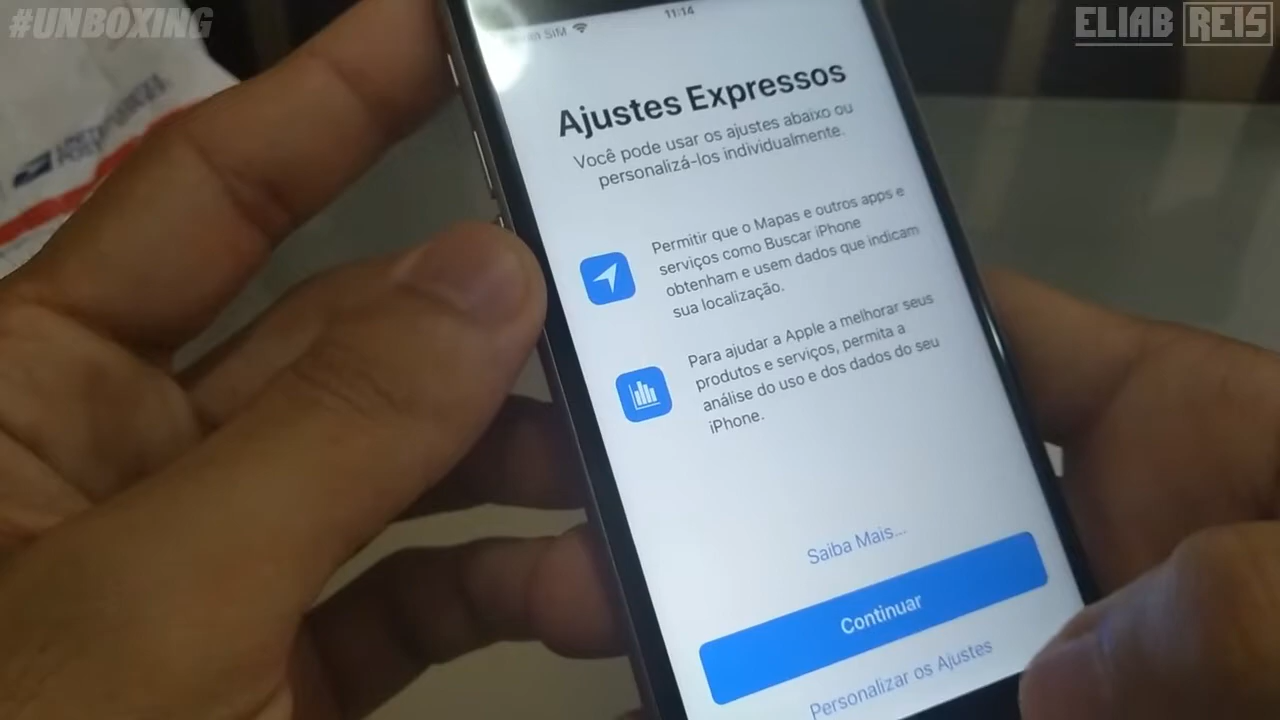 #UNBOXING
ELIAB REIS
SIM
11:14
Ajustes Expressos
Você pode usar os ajustes abaixo ou
personalizá-los individualmente.
Permitir que o Mapas e outros apps e
serviços como Buscar iPhone
obtenham e usem dados que indicam
sua localização.
Para ajudar a Apple a melhorar seus
produtos e serviços, permita a
análise do uso e dos dados do seu
iPhone.
Saiba Mais...
Continuar
Personalizar os Ajustes